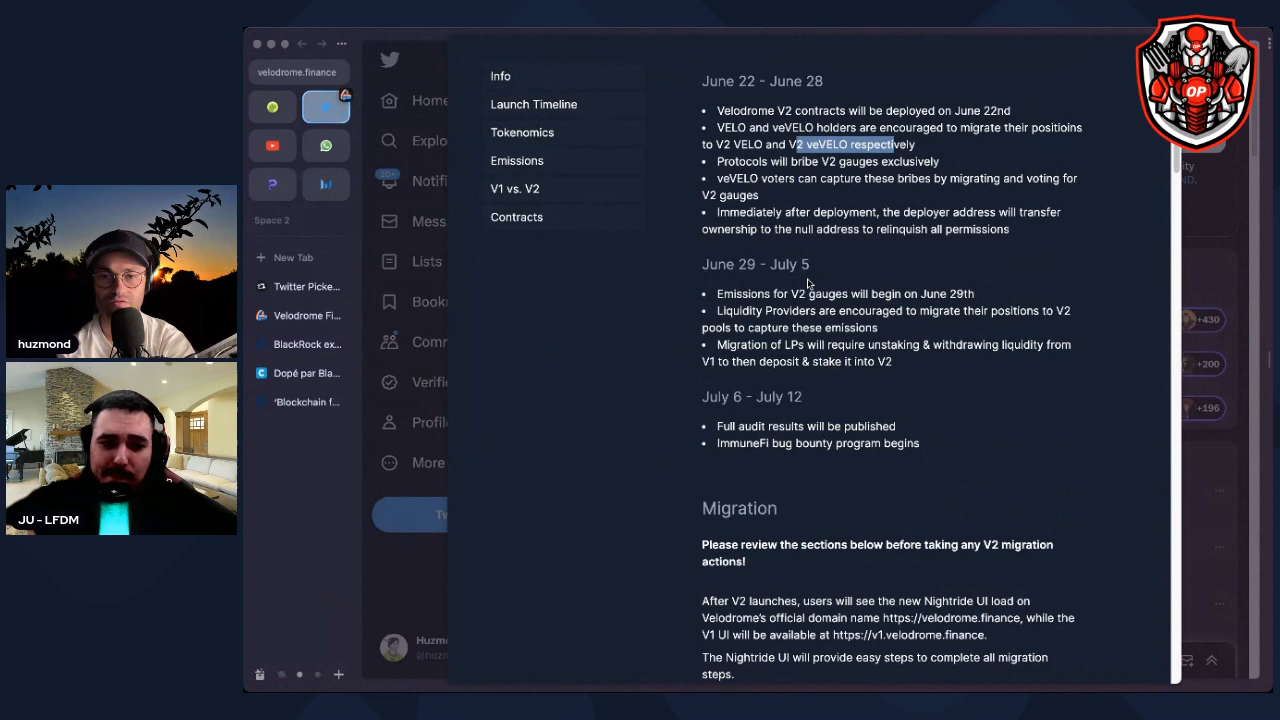 velodrome.finance
Space 2
New Tab
Twitter Picke...
Velodrome Fi...
BlackRock ex...
Dopé par Bla...
'Blockchain f...
20+
Home
Explo
Notifi
Mess
Lists
Book
Comm
Verifi
Profil
More
Tw
Huzm
@huz
Info
Launch Timeline
Tokenomics
Emissions
V1 vs. V2
Contracts
June 22 - June 28
• Velodrome V2 contracts will be deployed on June 22nd
• VELO and veVELO holders are encouraged to migrate their positioins
to V2 VELO and V2 veVELO respectively
• Protocols will bribe V2 gauges exclusively
• veVELO voters can capture these bribes by migrating and voting for
V2 gauges
• Immediately after deployment, the deployer address will transfer
ownership to the null address to relinquish all permissions
June 29 - July 5
• Emissions for V2 gauges will begin on June 29th
• Liquidity Providers are encouraged to migrate their positions to V2
pools to capture these emissions
• Migration of LPs will require unstaking & withdrawing liquidity from
V1 to then deposit & stake it into V2
July 6 - July 12
• Full audit results will be published
• ImmuneFi bug bounty program begins
Migration
Please review the sections below before taking any V2 migration
actions!
After V2 launches, users will see the new Nightride UI load on
Velodrome's official domain name https://velodrome.finance, while the
V1 UI will be available at https://v1.velodrome.finance.
The Nightride UI will provide easy steps to complete all migration
steps.
OP
OP
ity
ND.
+430
+200
+196
huzmond
JU - LFDM